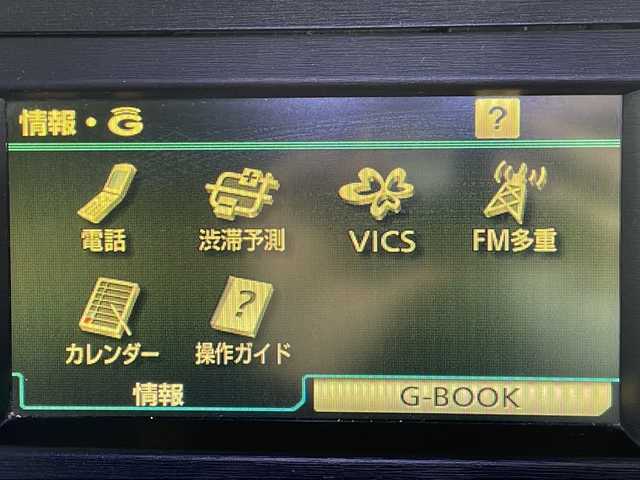 情報・G
?
電話 渋滞予測 VICS FM多重
?
カレンダー 操作ガイド
情報 G-BOOK